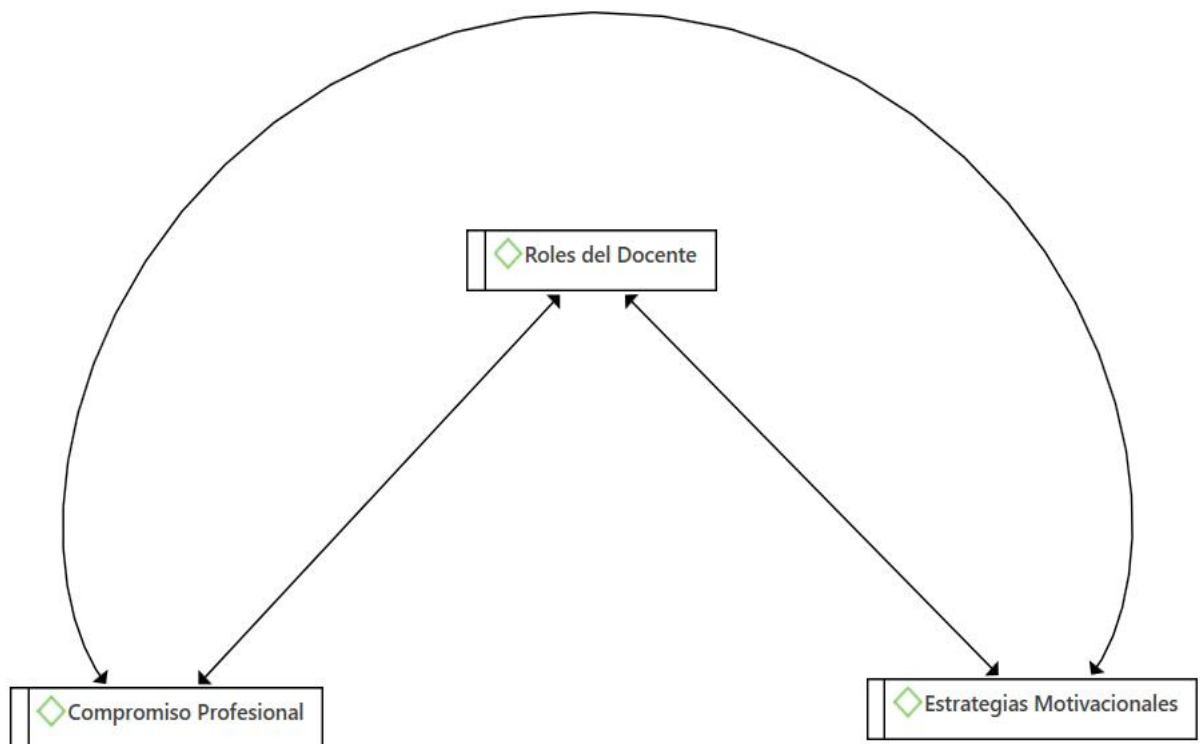 Roles del Docente
Compromiso Profesional
Estrategias Motivacionales